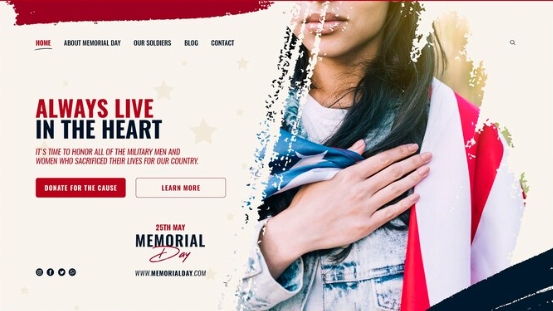 HOME ABOUT MEMORIAL DAY OUR SOLDIERS BLOG CONTACT
ALWAYS LIVE
IN THE HEART
IT'S TIME TO HONOR ALL OF THE MILITARY MEN AND
WOMEN WHO SACRIFICED THEIR LIVES FOR OUR COUNTRY.
DONATE FOR THE CAUSE LEARN MORE
25TH MAY
MEMORIAL
Day
WWW.MEMORIALDAY.COM